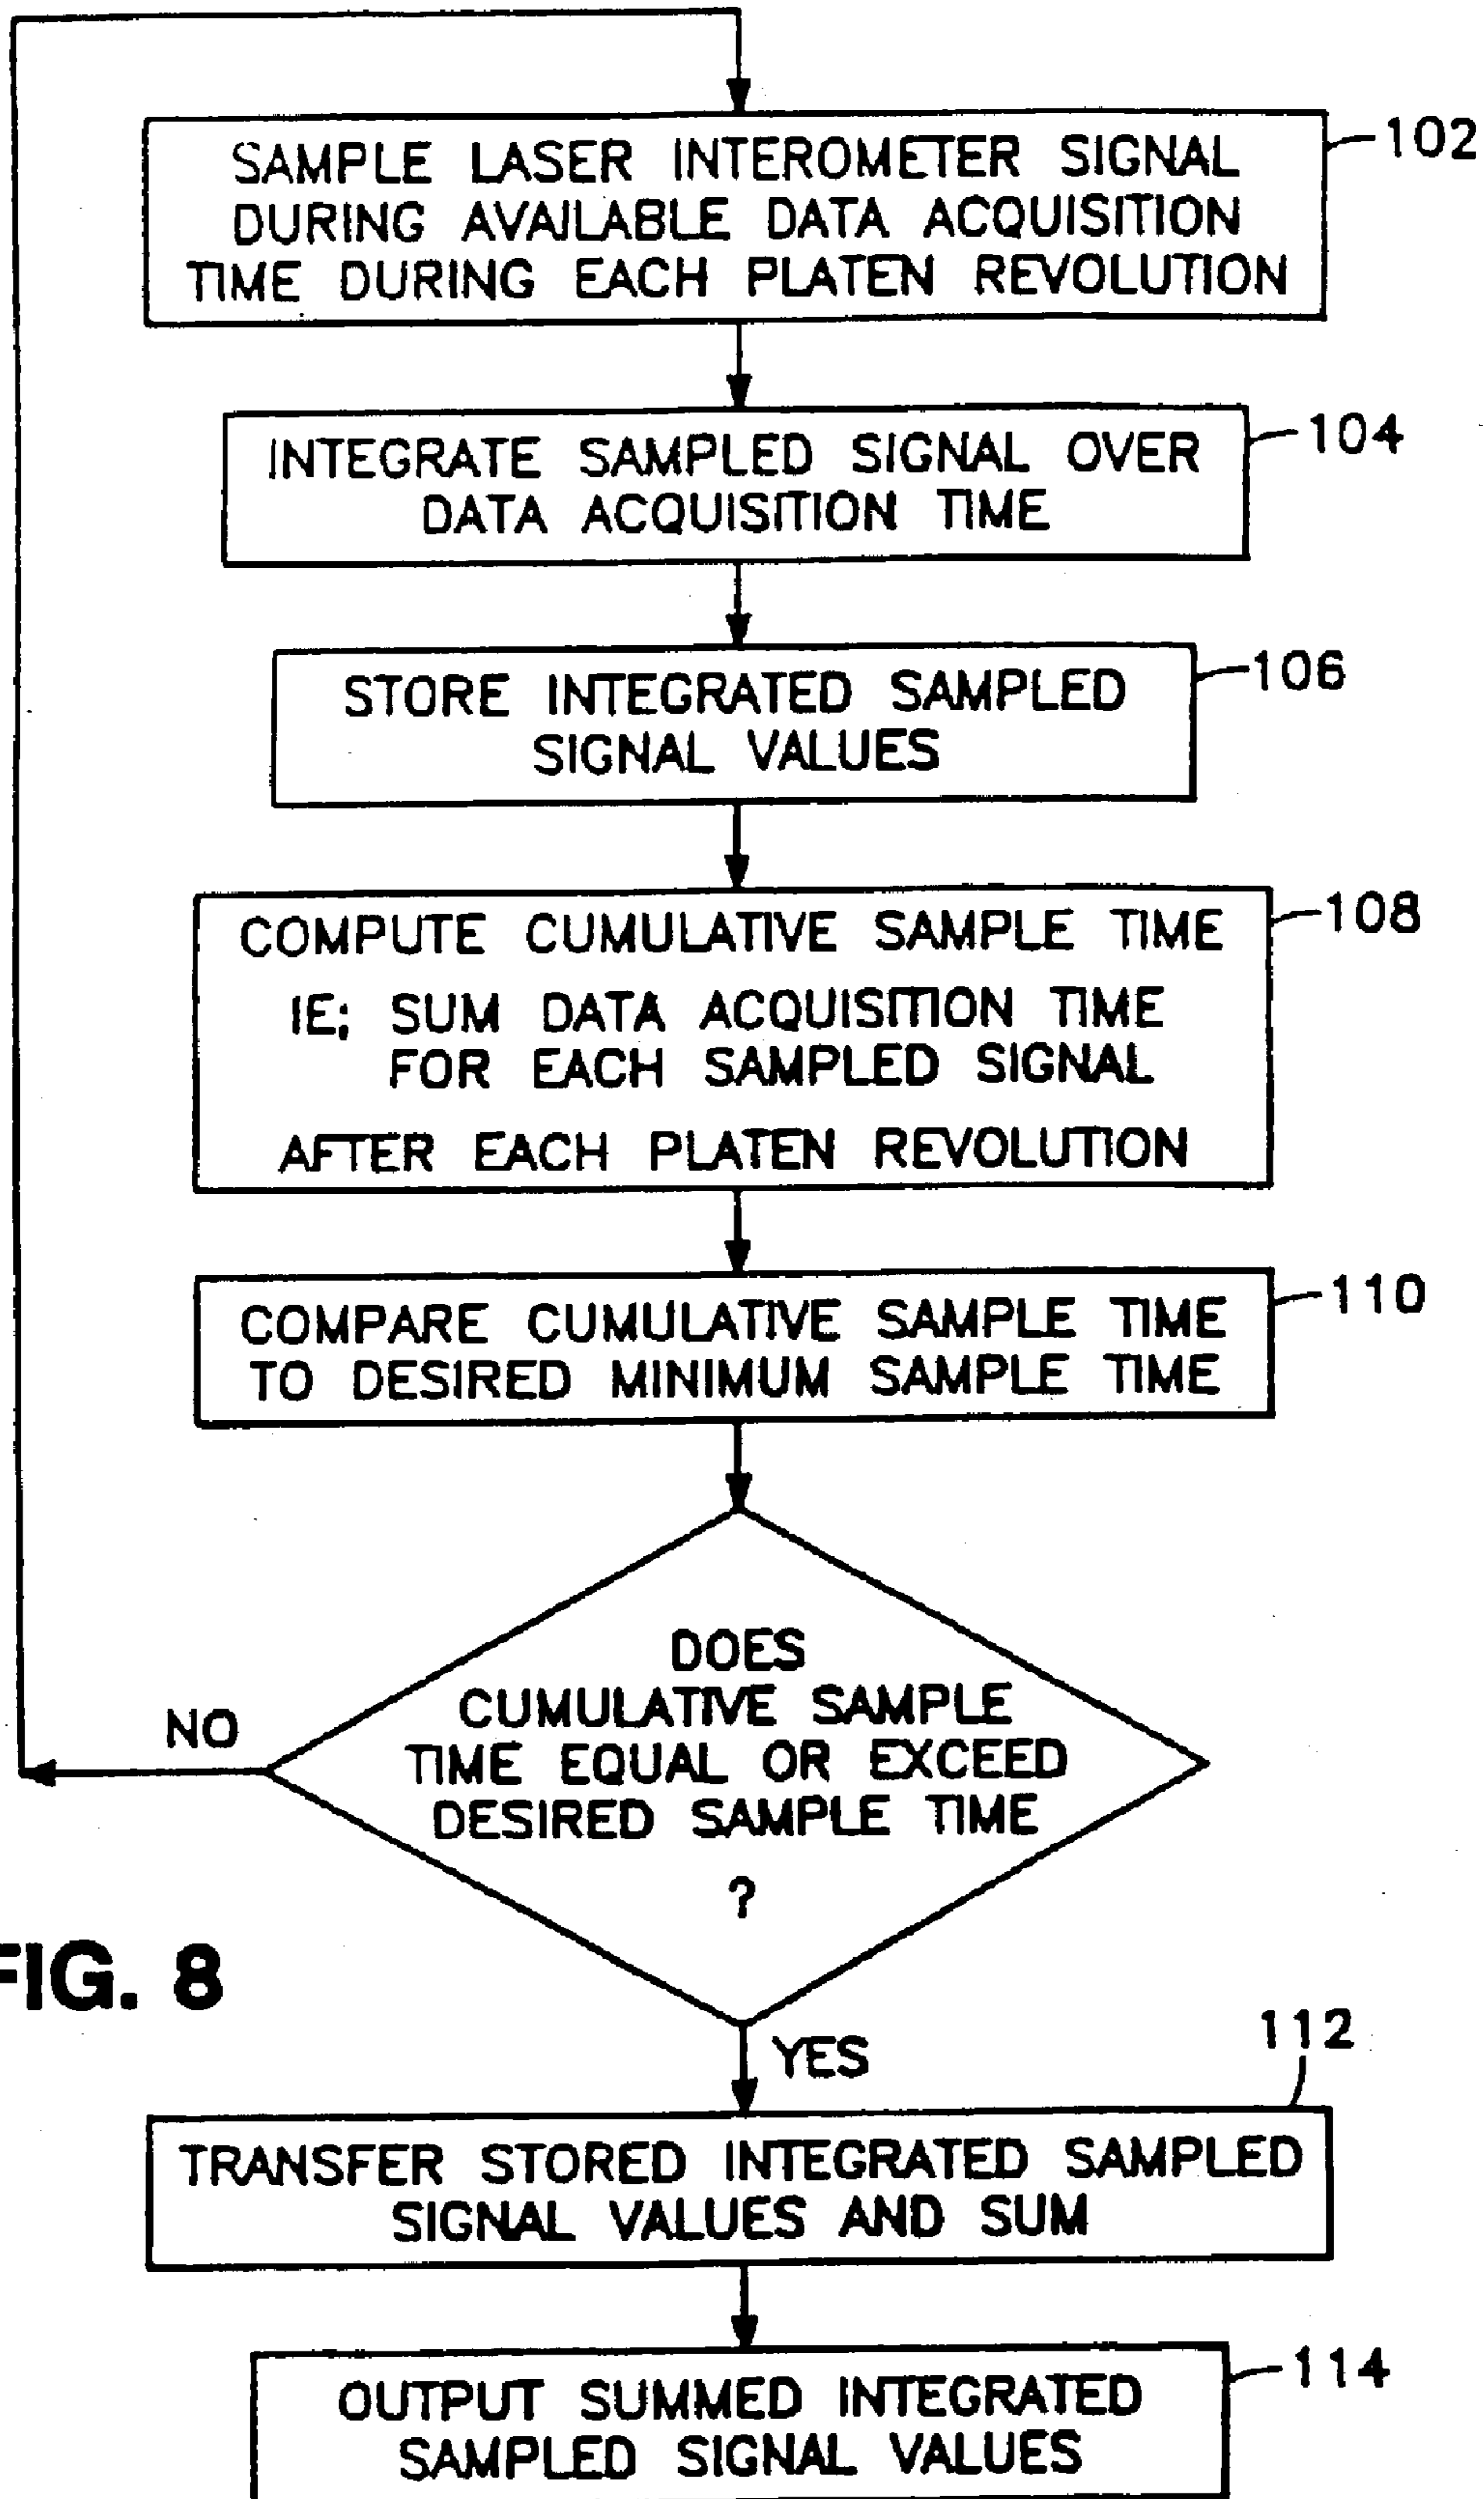 SAMPLE LASER INTEROMETER SIGNAL
DURING AVAILABLE DATA ACQUISITION
TIME DURING EACH PLATEN REVOLUTION
102
INTEGRATE SAMPLED SIGNAL OVER
DATA ACQUISITION TIME
104
STORE INTEGRATED SAMPLED
SIGNAL VALUES
106
COMPUTE CUMULATIVE SAMPLE TIME
IE; SUM DATA ACQUISITION TIME
FOR EACH SAMPLED SIGNAL
AFTER EACH PLATEN REVOLUTION
108
COMPARE CUMULATIVE SAMPLE TIME
TO DESIRED MINIMUM SAMPLE TIME
110
DOES
CUMULATIVE SAMPLE
TIME EQUAL OR EXCEED
DESIRED SAMPLE TIME
?
NO
FIG. 8
YES
112
TRANSFER STORED INTEGRATED SAMPLED
SIGNAL VALUES AND SUM
OUTPUT SUMMED INTEGRATED
SAMPLED SIGNAL VALUES
114